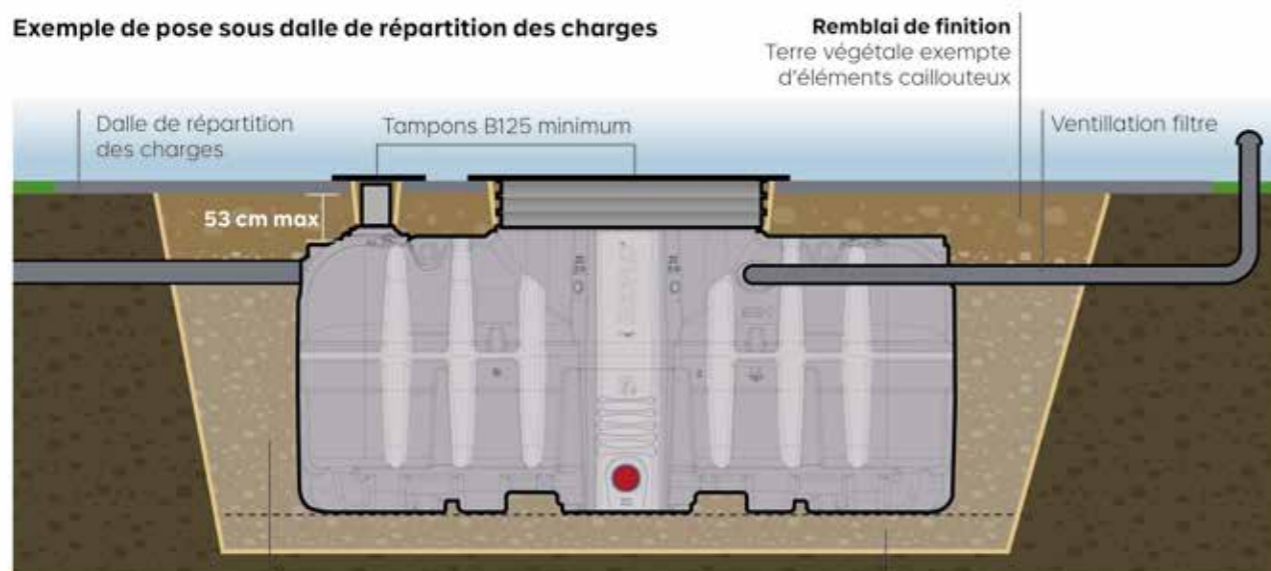 Exemple de pose sous dalle de répartition des charges
Remblai de finition
Terre végétale exempte
d'éléments caillouteux
Dalle de répartition
des charges
Tampons B125 minimum
Ventillation filtre
53 cm max